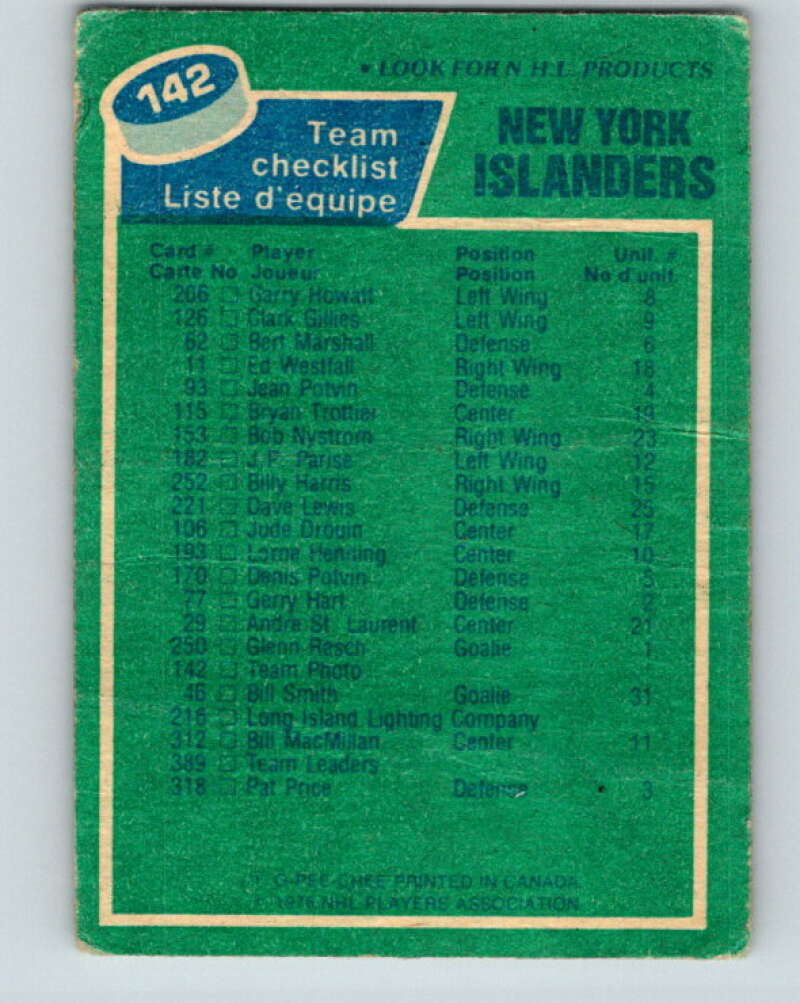 • LOOK FOR N.H.L. PRODUCTS
142
NEW YORK
ISLANDERS
Team
checklist
Liste d'équipe
Card # Player Position Unif. #
Carte No Joueur Position No d'unif.
206 Garry Howatt Left Wing 8
126 Clark Gillies Left Wing 9
62 Bert Marshall Defense 6
11 Ed Westfall Right Wing 18
93 Jean Potvin Defense 4
115 Bryan Trottier Center 19
153 Bob Nystrom Right Wing 23
182 J.P. Parise Left Wing 12
252 Billy Harris Right Wing 15
221 Dave Lewis Defense 25
106 Jude Drouin Center 17
193 Lorne Henning Center 10
170 Denis Potvin Defense 5
77 Gerry Hart Defense 2
29 Andre St. Laurent Center 21
250 Glenn Resch Goalie 1
142 Team Photo
46 Bill Smith Goalie 31
216 Long Island Lighting Company
312 Bill MacMillan Center 11
389 Team Leaders
318 Pat Price Defense 3
O-PEE-CHEE PRINTED IN CANADA
© 1976 NHL PLAYERS ASSOCIATION